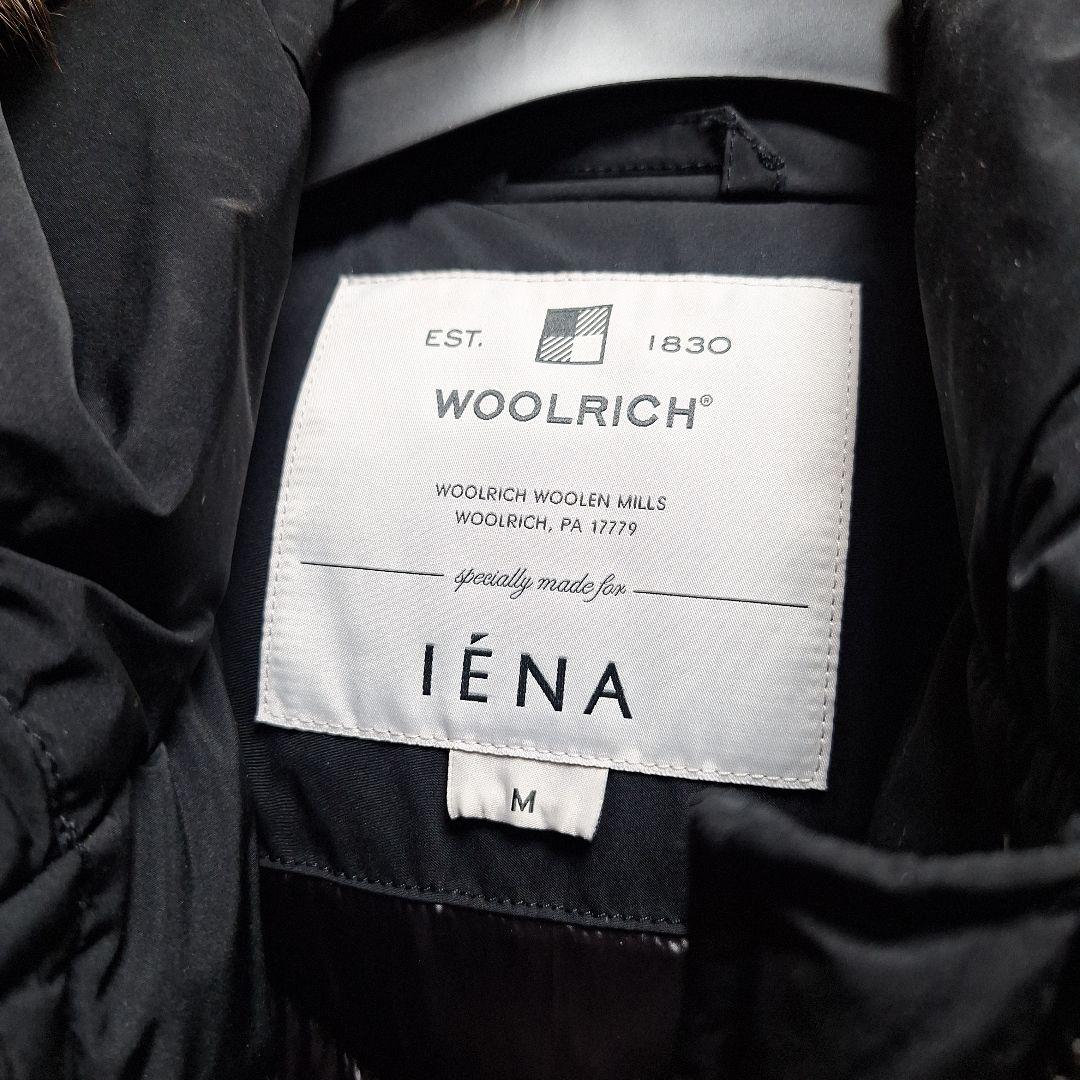 EST. 1830
WOOLRICH®
WOOLRICH WOOLEN MILLS
WOOLRICH, PA 17779
specially made for
IÉNA
M